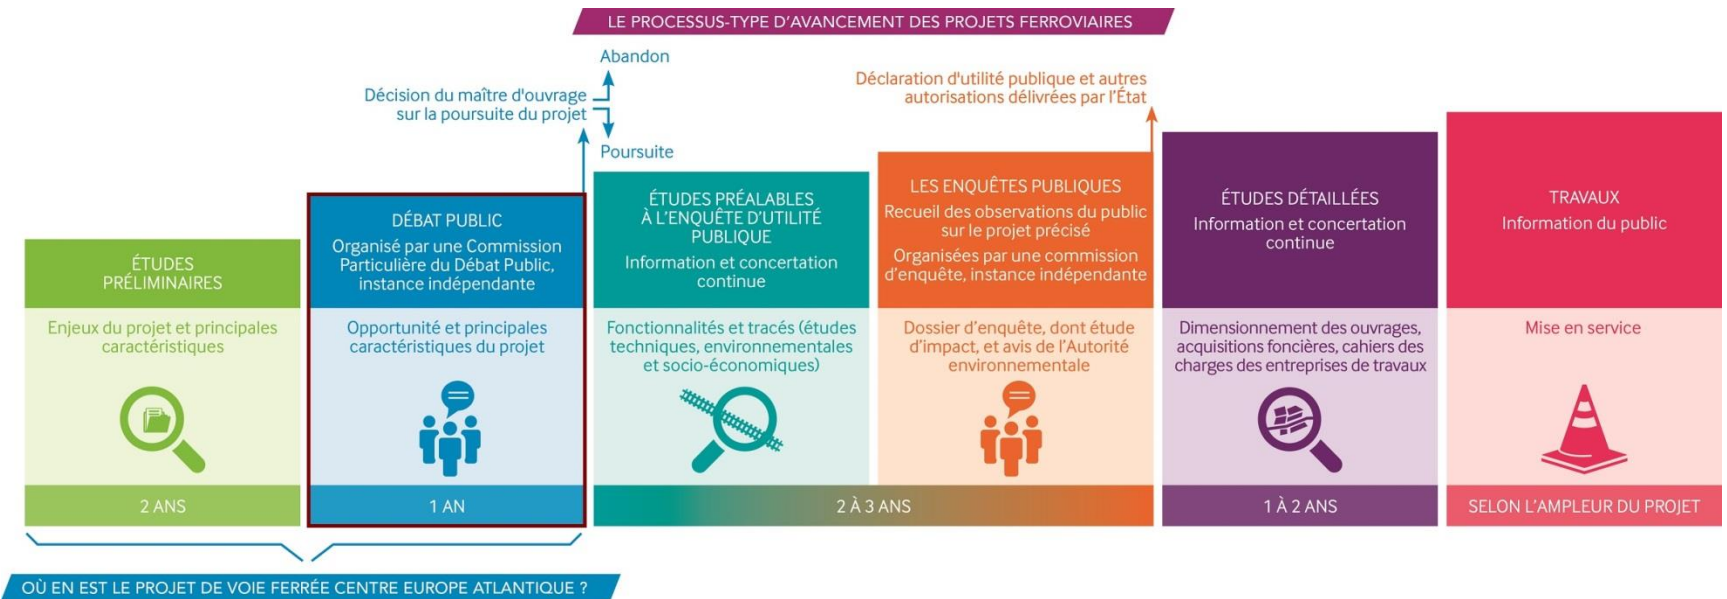 LE PROCESSUS-TYPE D'AVANCEMENT DES PROJETS FERROVIAIRES
Abandon
Décision du maître d'ouvrage
sur la poursuite du projet
Poursuite
Déclaration d'utilité publique et autres
autorisations délivrées par l'État
ÉTUDES
PRÉLIMINAIRES
Enjeux du projet et principales
caractéristiques
2 ANS
DÉBAT PUBLIC
Organisé par une Commission
Particulière du Débat Public,
instance indépendante
Opportunité et principales
caractéristiques du projet
1 AN
ÉTUDES PRÉALABLES
À L'ENQUÊTE D'UTILITÉ
PUBLIQUE
Information et concertation
continue
Fonctionnalités et tracés (études
techniques, environnementales
et socio-économiques)
LES ENQUÊTES PUBLIQUES
Recueil des observations du public
sur le projet précisé
Organisées par une commission
d'enquête, instance indépendante
Dossier d'enquête, dont étude
d'impact, et avis de l'Autorité
environnementale
2 À 3 ANS
ÉTUDES DÉTAILLÉES
Information et concertation
continue
Dimensionnement des ouvrages,
acquisitions foncières, cahiers des
charges des entreprises de travaux
1 À 2 ANS
TRAVAUX
Information du public
Mise en service
SELON L'AMPLEUR DU PROJET
OÙ EN EST LE PROJET DE VOIE FERRÉE CENTRE EUROPE ATLANTIQUE ?